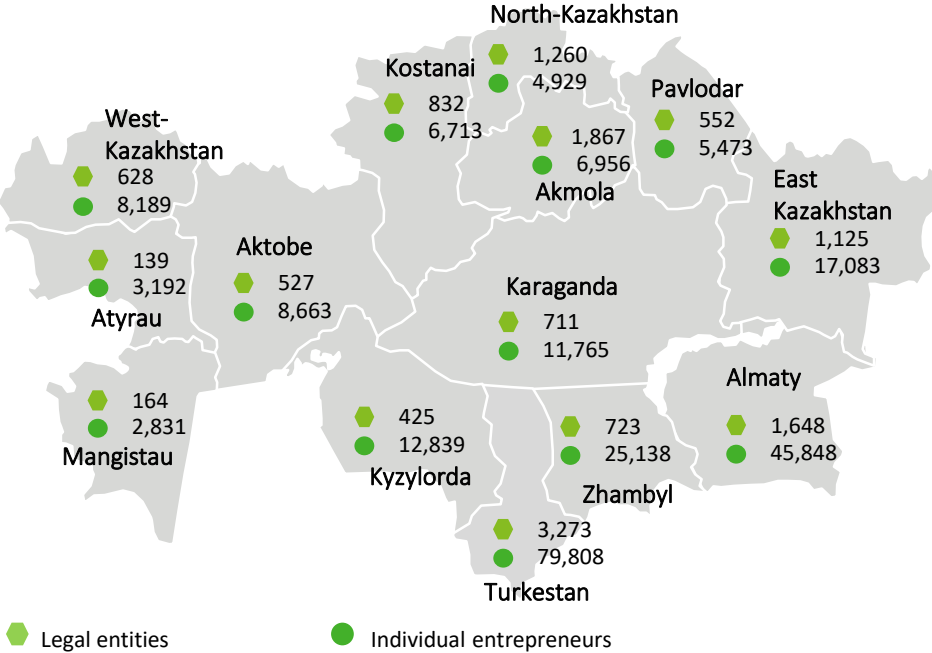 North-Kazakhstan
1,260
4,929
Kostanai
832
6,713
Pavlodar
552
5,473
West-
Kazakhstan
628
8,189
1,867
6,956
Akmola
East
Kazakhstan
1,125
17,083
Aktobe
527
8,663
139
3,192
Atyrau
Karaganda
711
11,765
Almaty
1,648
45,848
164
2,831
Mangistau
425
12,839
Kyzylorda
723
25,138
Zhambyl
3,273
79,808
Turkestan
Legal entities
Individual entrepreneurs